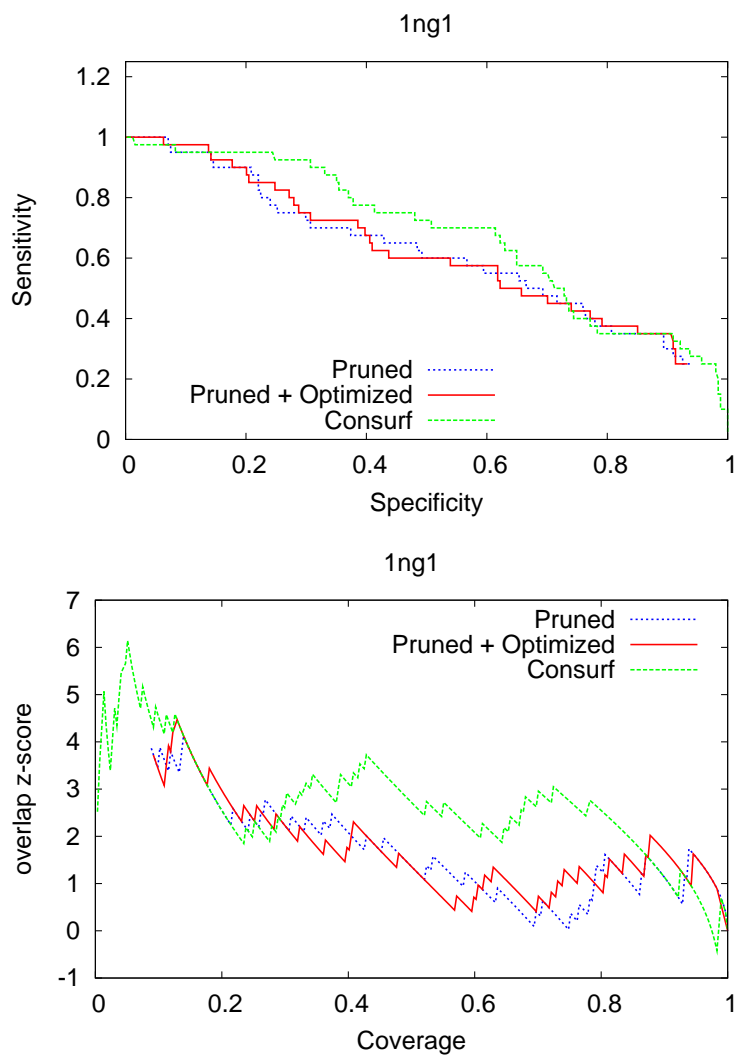 1ng1
1.2
1
0.8
0.6
0.4
0.2
0
Sensitivity
Pruned
Pruned + Optimized
Consurf
0 0.2 0.4 0.6 0.8 1
Specificity
1ng1
7
6
5
4
3
2
1
0
-1
overlap z-score
Pruned
Pruned + Optimized
Consurf
0 0.2 0.4 0.6 0.8 1
Coverage